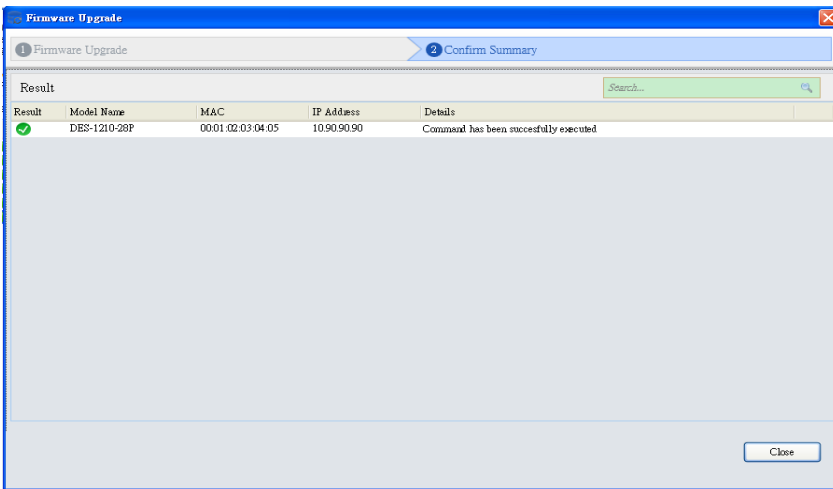 Firmware Upgrade
1 Firmware Upgrade
2 Confirm Summary
Result
Search...
Result Model Name MAC IP Address Details
DES-1210-28P 00:01:02:03:04:05 10.90.90.90 Command has been succesfully executed
Close